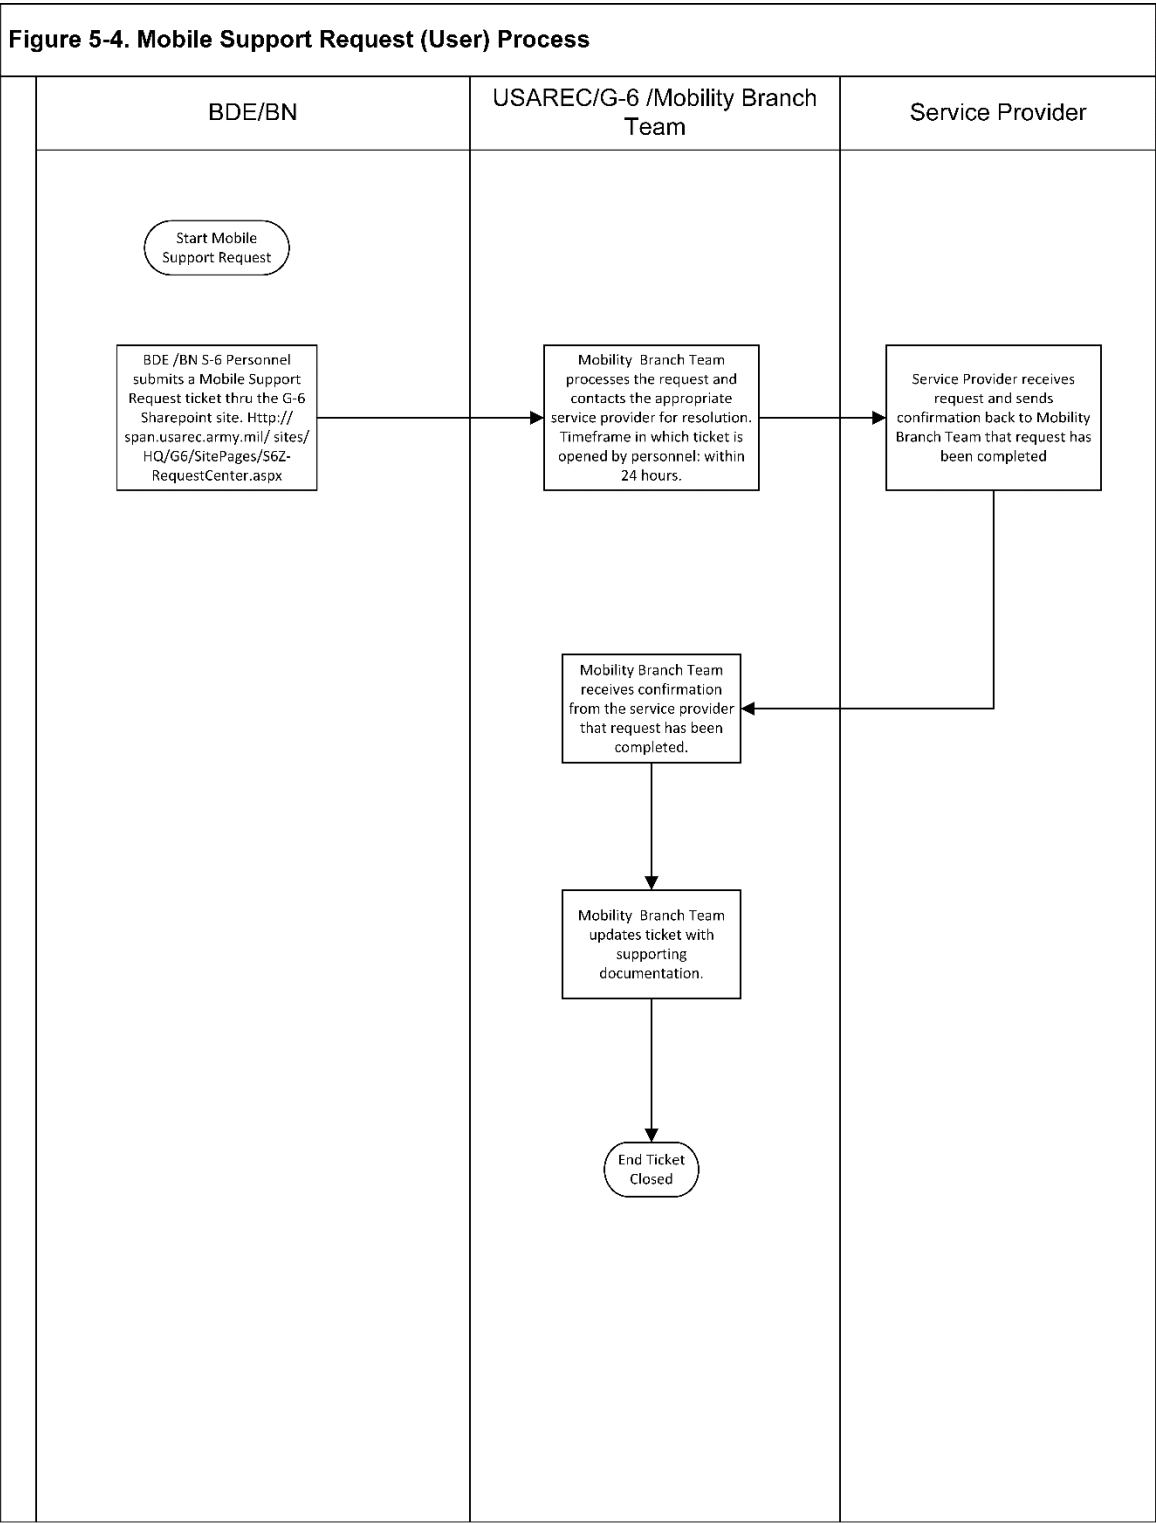 Figure 5-4. Mobile Support Request (User) Process
BDE/BN
USAREC/G-6 /Mobility Branch
Team
Service Provider
Start Mobile
Support Request
BDE /BN S-6 Personnel
submits a Mobile Support
Request ticket thru the G-6
Sharepoint site. Http://
span.usarec.army.mil/ sites/
HQ/G6/SitePages/S6Z-
RequestCenter.aspx
Mobility  Branch Team
processes the request and
contacts the appropriate
service provider for resolution.
Timeframe in which ticket is
opened by personnel: within
24 hours.
Service Provider receives
request and sends
confirmation back to Mobility
Branch Team that request has
been completed
Mobility Branch Team
receives confirmation
from the service provider
that request has been
completed.
Mobility  Branch Team
updates ticket with
supporting
documentation.
End Ticket
Closed